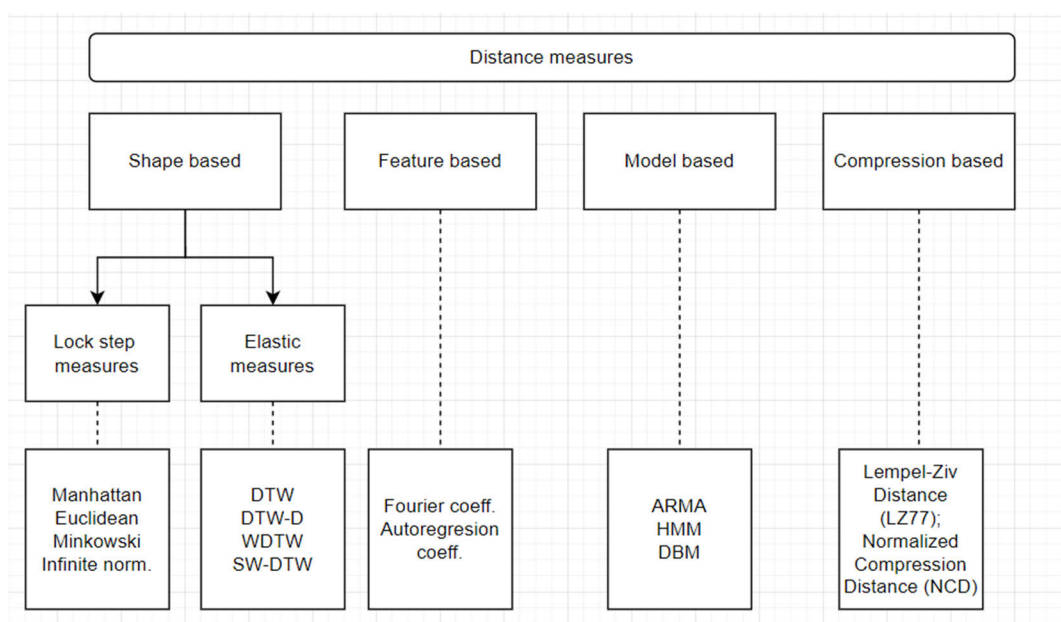 Distance measures
Shape based
Feature based
Model based
Compression based
Lock step
measures
Elastic
measures
Manhattan
Euclidean
Minkowski
Infinite norm.
DTW
DTW-D
WDTW
SW-DTW
Fourier coeff.
Autoregresion
coeff.
ARMA
HMM
DBM
Lempel-Ziv
Distance
(LZ77);
Normalized
Compression
Distance (NCD)